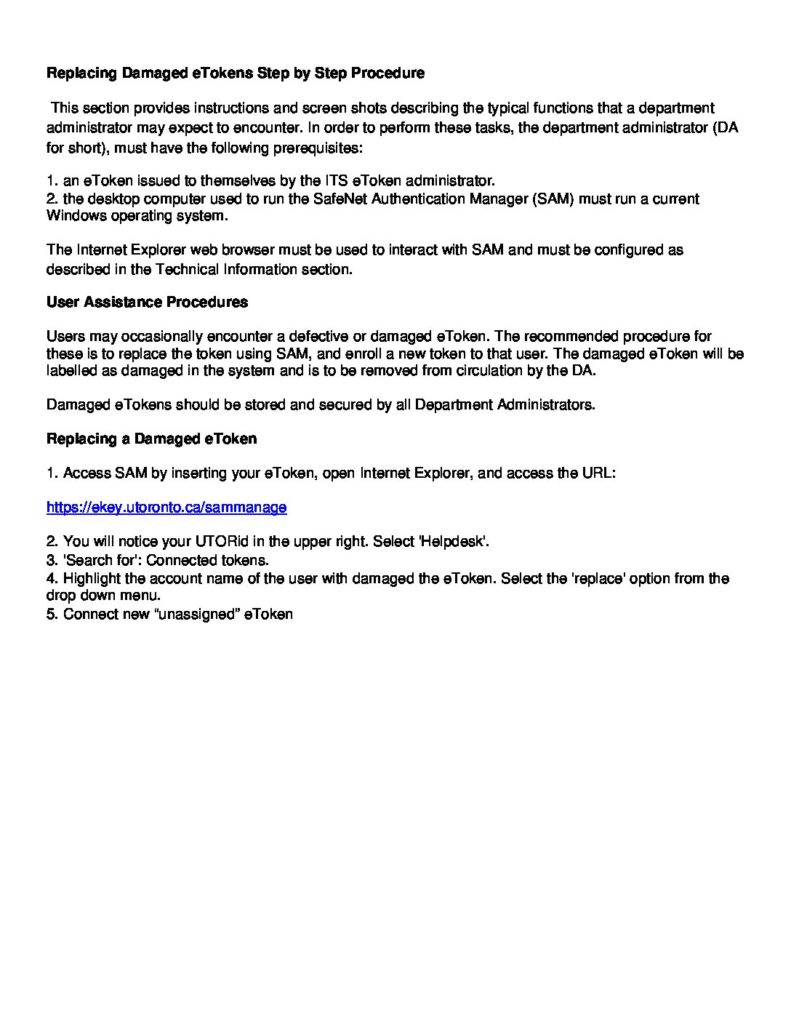 Replacing Damaged eTokens Step by Step Procedure
This section provides instructions and screen shots describing the typical functions that a department
administrator may expect to encounter. In order to perform these tasks, the department administrator (DA
for short), must have the following prerequisites:
1. an eToken issued to themselves by the ITS eToken administrator.
2. the desktop computer used to run the SafeNet Authentication Manager (SAM) must run a current
Windows operating system.
The Internet Explorer web browser must be used to interact with SAM and must be configured as
described in the Technical Information section.
User Assistance Procedures
Users may occasionally encounter a defective or damaged eToken. The recommended procedure for
these is to replace the token using SAM, and enroll a new token to that user. The damaged eToken will be
labelled as damaged in the system and is to be removed from circulation by the DA.
Damaged eTokens should be stored and secured by all Department Administrators.
Replacing a Damaged eToken
1. Access SAM by inserting your eToken, open Internet Explorer, and access the URL:
https://ekey.utoronto.ca/sammanage
2. You will notice your UTORid in the upper right. Select 'Helpdesk'.
3. 'Search for': Connected tokens.
4. Highlight the account name of the user with damaged the eToken. Select the 'replace' option from the
drop down menu.
5. Connect new “unassigned” eToken